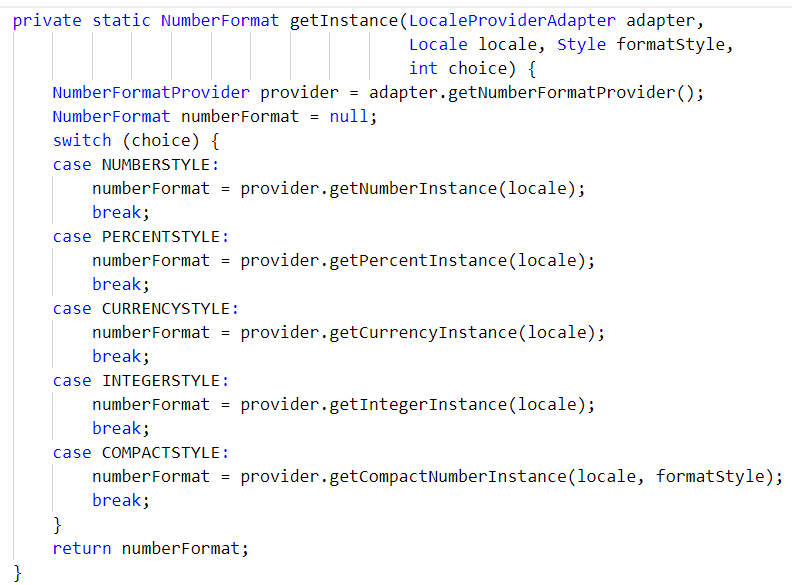 private static NumberFormat getInstance(LocaleProviderAdapter adapter,
                                        Locale locale, Style formatStyle,
                                        int choice) {
    NumberFormatProvider provider = adapter.getNumberFormatProvider();
    NumberFormat numberFormat = null;
    switch (choice) {
    case NUMBERSTYLE:
        numberFormat = provider.getNumberInstance(locale);
        break;
    case PERCENTSTYLE:
        numberFormat = provider.getPercentInstance(locale);
        break;
    case CURRENCYSTYLE:
        numberFormat = provider.getCurrencyInstance(locale);
        break;
    case INTEGERSTYLE:
        numberFormat = provider.getIntegerInstance(locale);
        break;
    case COMPACTSTYLE:
        numberFormat = provider.getCompactNumberInstance(locale, formatStyle);
        break;
    }
    return numberFormat;
}